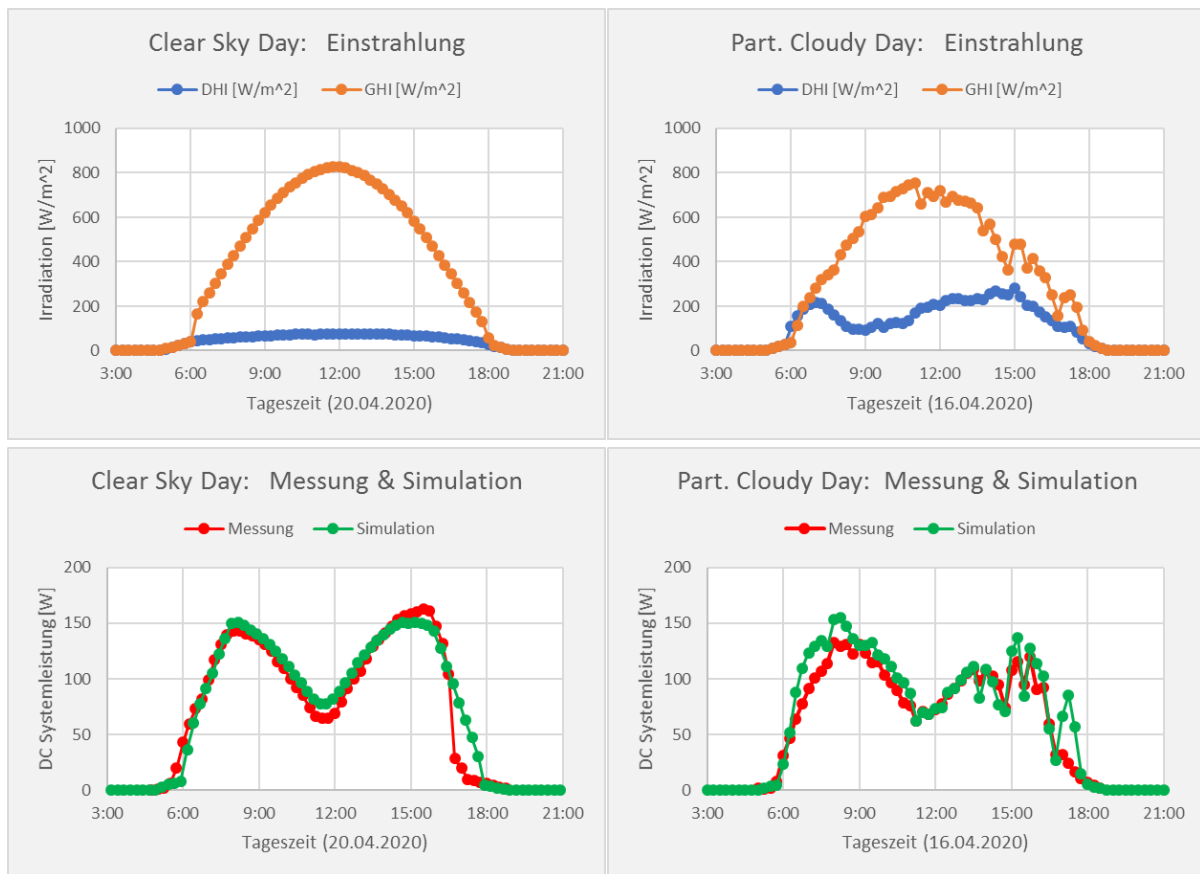 Clear Sky Day: Einstrahlung
DHI [W/m^2] GHI [W/m^2]
Irradiation [W/m^2]
1000
800
600
400
200
0
3:00 6:00 9:00 12:00 15:00 18:00 21:00
Tageszeit (20.04.2020)
Part. Cloudy Day: Einstrahlung
DHI [W/m^2] GHI [W/m^2]
Irradiation [W/m^2]
1000
800
600
400
200
0
3:00 6:00 9:00 12:00 15:00 18:00 21:00
Tageszeit (16.04.2020)
Clear Sky Day: Messung & Simulation
Messung Simulation
DC Systemleistung [W]
200
150
100
50
0
3:00 6:00 9:00 12:00 15:00 18:00 21:00
Tageszeit (20.04.2020)
Part. Cloudy Day: Messung & Simulation
Messung Simulation
DC Systemleistung [W]
200
150
100
50
0
3:00 6:00 9:00 12:00 15:00 18:00 21:00
Tageszeit (16.04.2020)